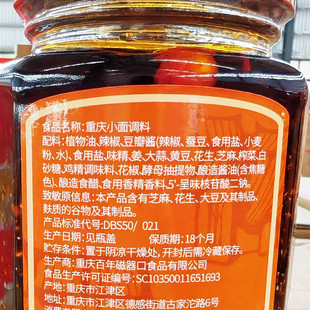 食品名称:重庆小面调料
配料:植物油、辣椒、豆瓣酱(辣椒、蚕豆、食用盐、小麦
粉、水)、食用盐、味精、姜、大蒜、黄豆、花生、芝麻、榨菜、白
砂糖、鸡精调味料、花椒、酵母抽提物、酿造酱油(含焦糖
色)、酿造食醋、食用香精香料、5'-呈味核苷酸二钠。
致敏原信息:本产品含有芝麻、花生、大豆及其制品、
麸质的谷物及其制品。
产品标准代号:DBS50/ 021
生产日期:见瓶盖 保质期:18个月
贮存条件:置于阴凉干燥处,开封后需冷藏保存。
生产商:重庆百年磁器口食品有限公司
食品生产许可证编号:SC10350011651693
产地:重庆市江津区
地址:重庆市江津区德感街道古家沱路6号